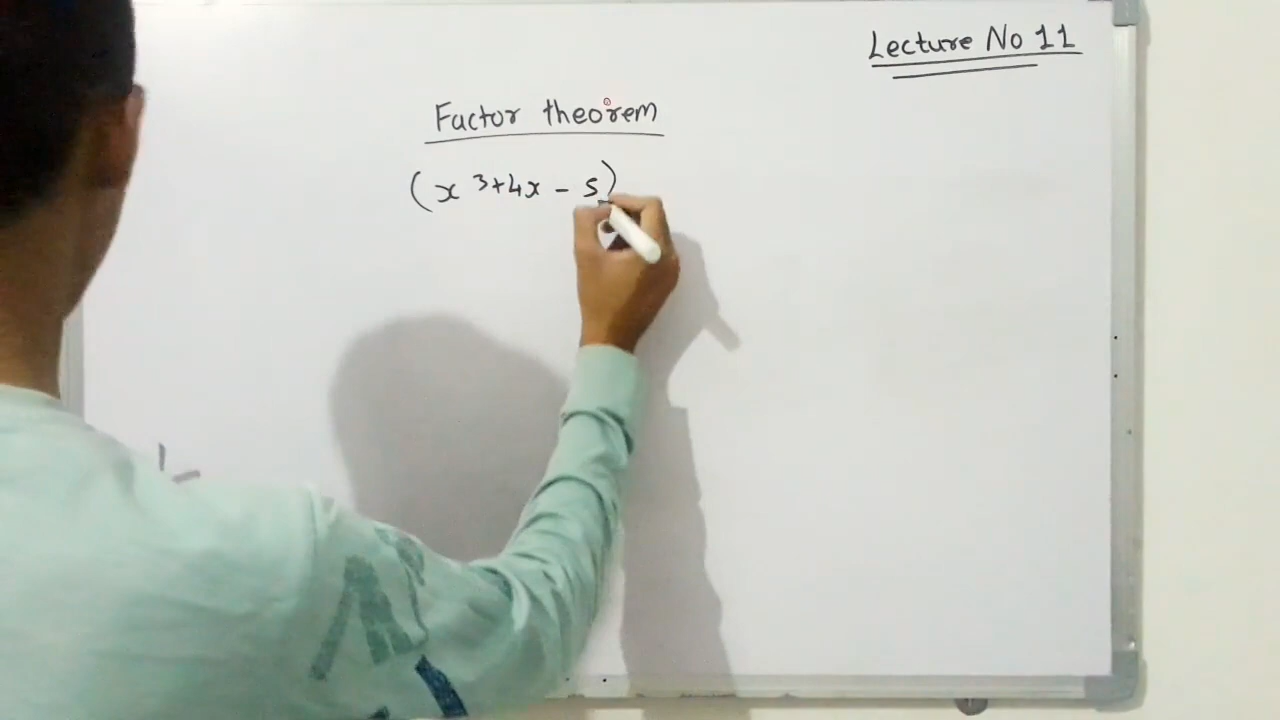 Lecture No 11
Factor theorem
(x³+4x - 5)